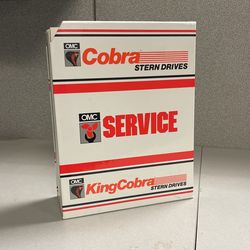 OMC Cobra
STERN DRIVES
OMC
SERVICE
OMC KingCobra
STERN DRIVES